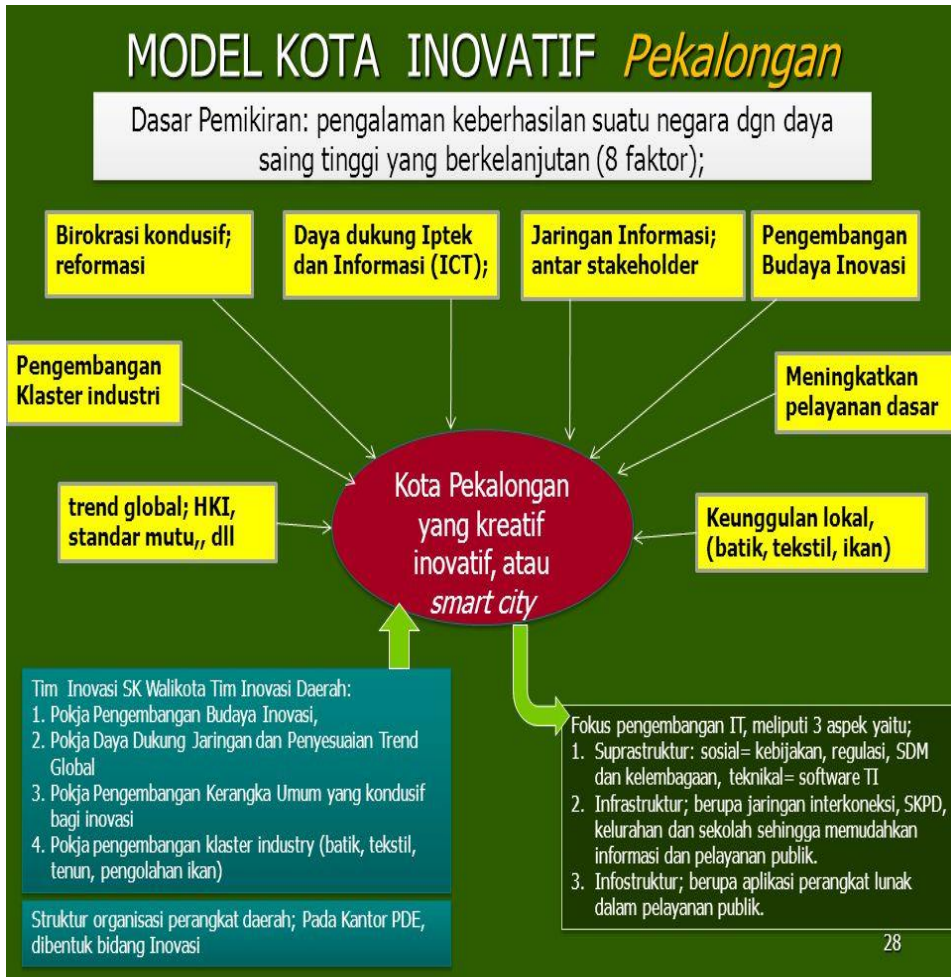 MODEL KOTA  INOVATIF Pekalongan
Dasar Pemikiran: pengalaman keberhasilan suatu negara dgn daya
saing tinggi yang berkelanjutan (8 faktor);
Birokrasi kondusif;
reformasi
Daya dukung Iptek
dan Informasi (ICT);
Jaringan Informasi;
antar stakeholder
Pengembangan
Budaya Inovasi
Pengembangan
Klaster industri
Meningkatkan
pelayanan dasar
trend global; HKI,
standar mutu,, dll
Kota Pekalongan
yang kreatif
inovatif, atau
smart city
Keunggulan lokal,
(batik, tekstil, ikan)
Tim  Inovasi SK Walikota Tim Inovasi Daerah:
1. Pokja Pengembangan Budaya Inovasi,
2. Pokja Daya Dukung Jaringan dan Penyesuaian Trend
Global
3. Pokja Pengembangan Kerangka Umum yang kondusif
bagi inovasi
4. Pokja pengembangan klaster industry (batik, tekstil,
tenun, pengolahan ikan)
Struktur organisasi perangkat daerah; Pada Kantor PDE,
dibentuk bidang Inovasi
Fokus pengembangan IT, meliputi 3 aspek yaitu;
1. Suprastruktur: sosial= kebijakan, regulasi, SDM
dan kelembagaan, teknikal= software TI
2. Infrastruktur; berupa jaringan interkoneksi, SKPD,
kelurahan dan sekolah sehingga memudahkan
informasi dan pelayanan publik.
3. Infostruktur; berupa aplikasi perangkat lunak
dalam pelayanan publik.
28